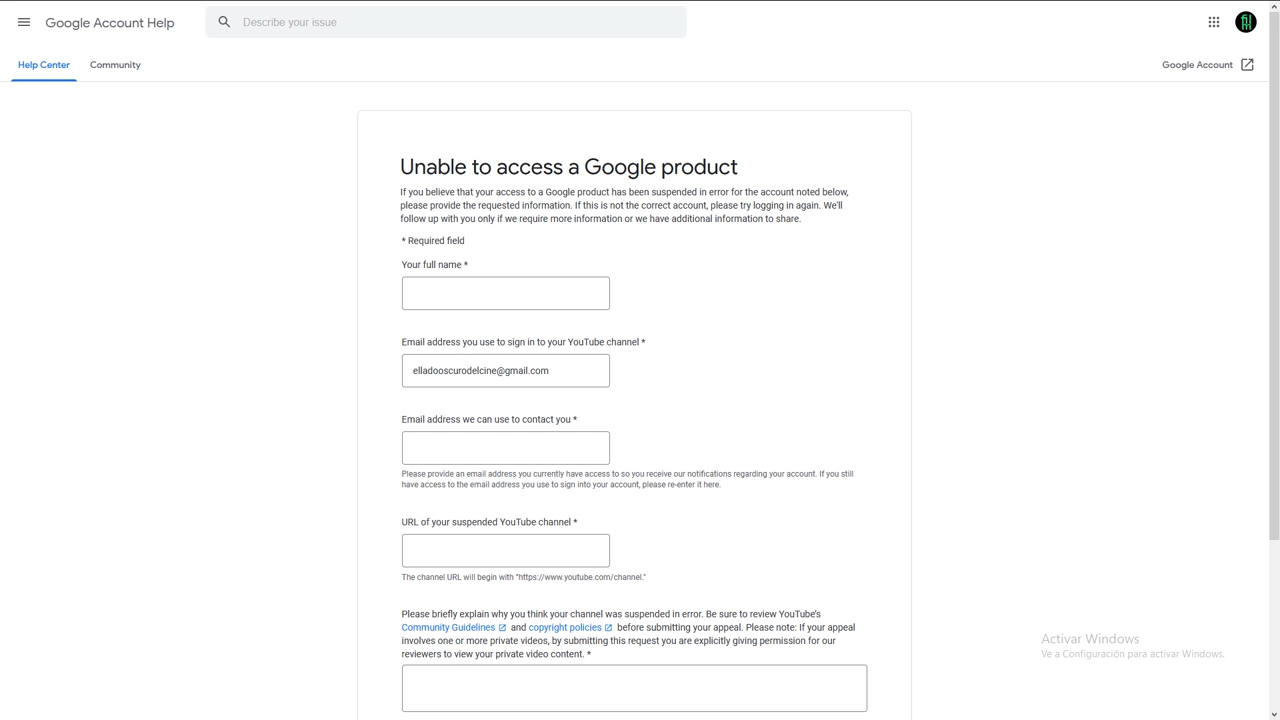 Google Account Help
Describe your issue
Help Center
Community
Google Account
Unable to access a Google product
If you believe that your access to a Google product has been suspended in error for the account noted below,
please provide the requested information. If this is not the correct account, please try logging in again. We'll
follow up with you only if we require more information or we have additional information to share.
* Required field
Your full name *
Email address you use to sign in to your YouTube channel *
elladooscurodelcine@gmail.com
Email address we can use to contact you *
Please provide an email address you currently have access to so you receive our notifications regarding your account. If you still
have access to the email address you use to sign into your account, please re-enter it here.
URL of your suspended YouTube channel *
The channel URL will begin with "https://www.youtube.com/channel."
Please briefly explain why you think your channel was suspended in error. Be sure to review YouTube's
Community Guidelines and copyright policies before submitting your appeal. Please note: If your appeal
involves one or more private videos, by submitting this request you are explicitly giving permission for our
reviewers to view your private video content. *
Activar Windows
Ve a Configuración para activar Windows.